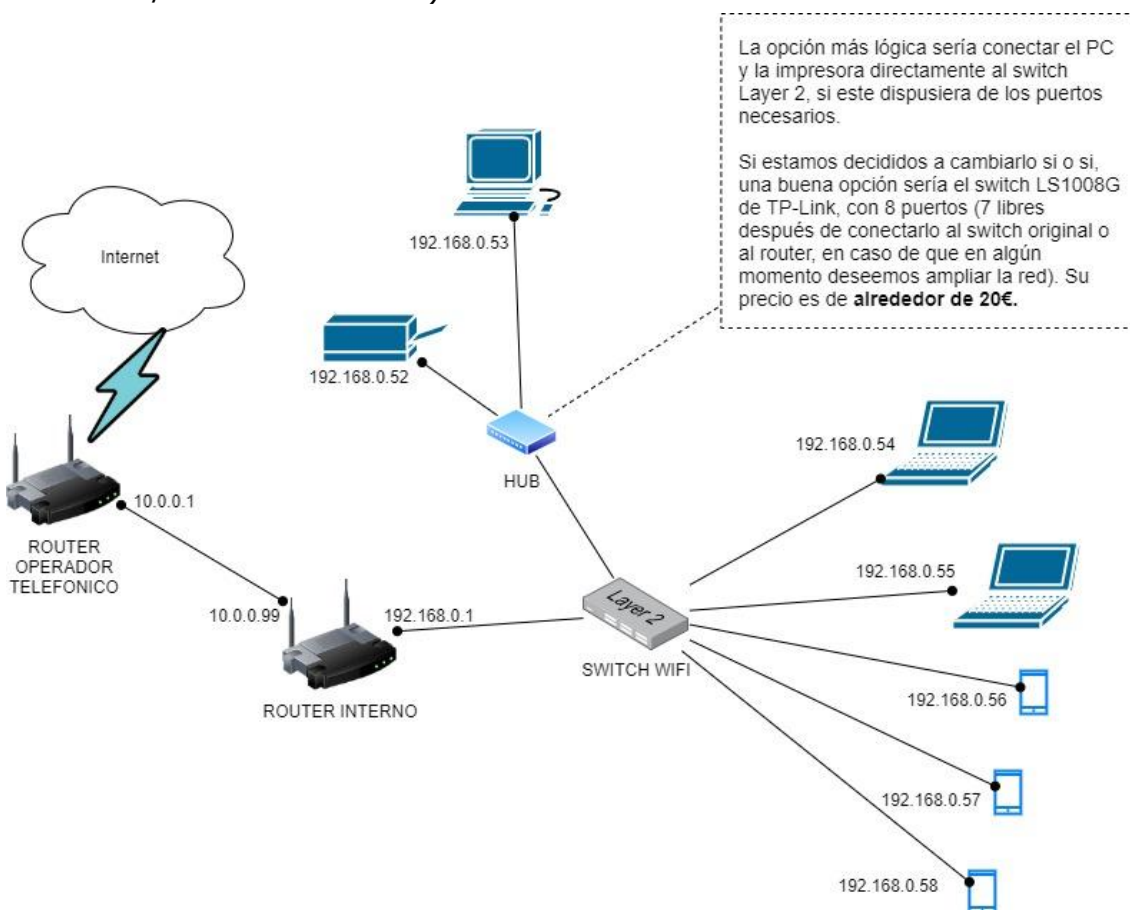 La opción más lógica sería conectar el PC
y la impresora directamente al switch
Layer 2, si este dispusiera de los puertos
necesarios.
Si estamos decididos a cambiarlo si o si,
una buena opción sería el switch LS1008G
de TP-Link, con 8 puertos (7 libres
después de conectarlo al switch original o
al router, en caso de que en algún
momento deseemos ampliar la red). Su
precio es de alrededor de 20€.
192.168.0.53
Internet
192.168.0.52
192.168.0.54
HUB
10.0.0.1
ROUTER
OPERADOR
TELEFONICO
192.168.0.55
10.0.0.99
192.168.0.1
Layer 2
SWITCH WIFI
192.168.0.56
ROUTER INTERNO
192.168.0.57
192.168.0.58